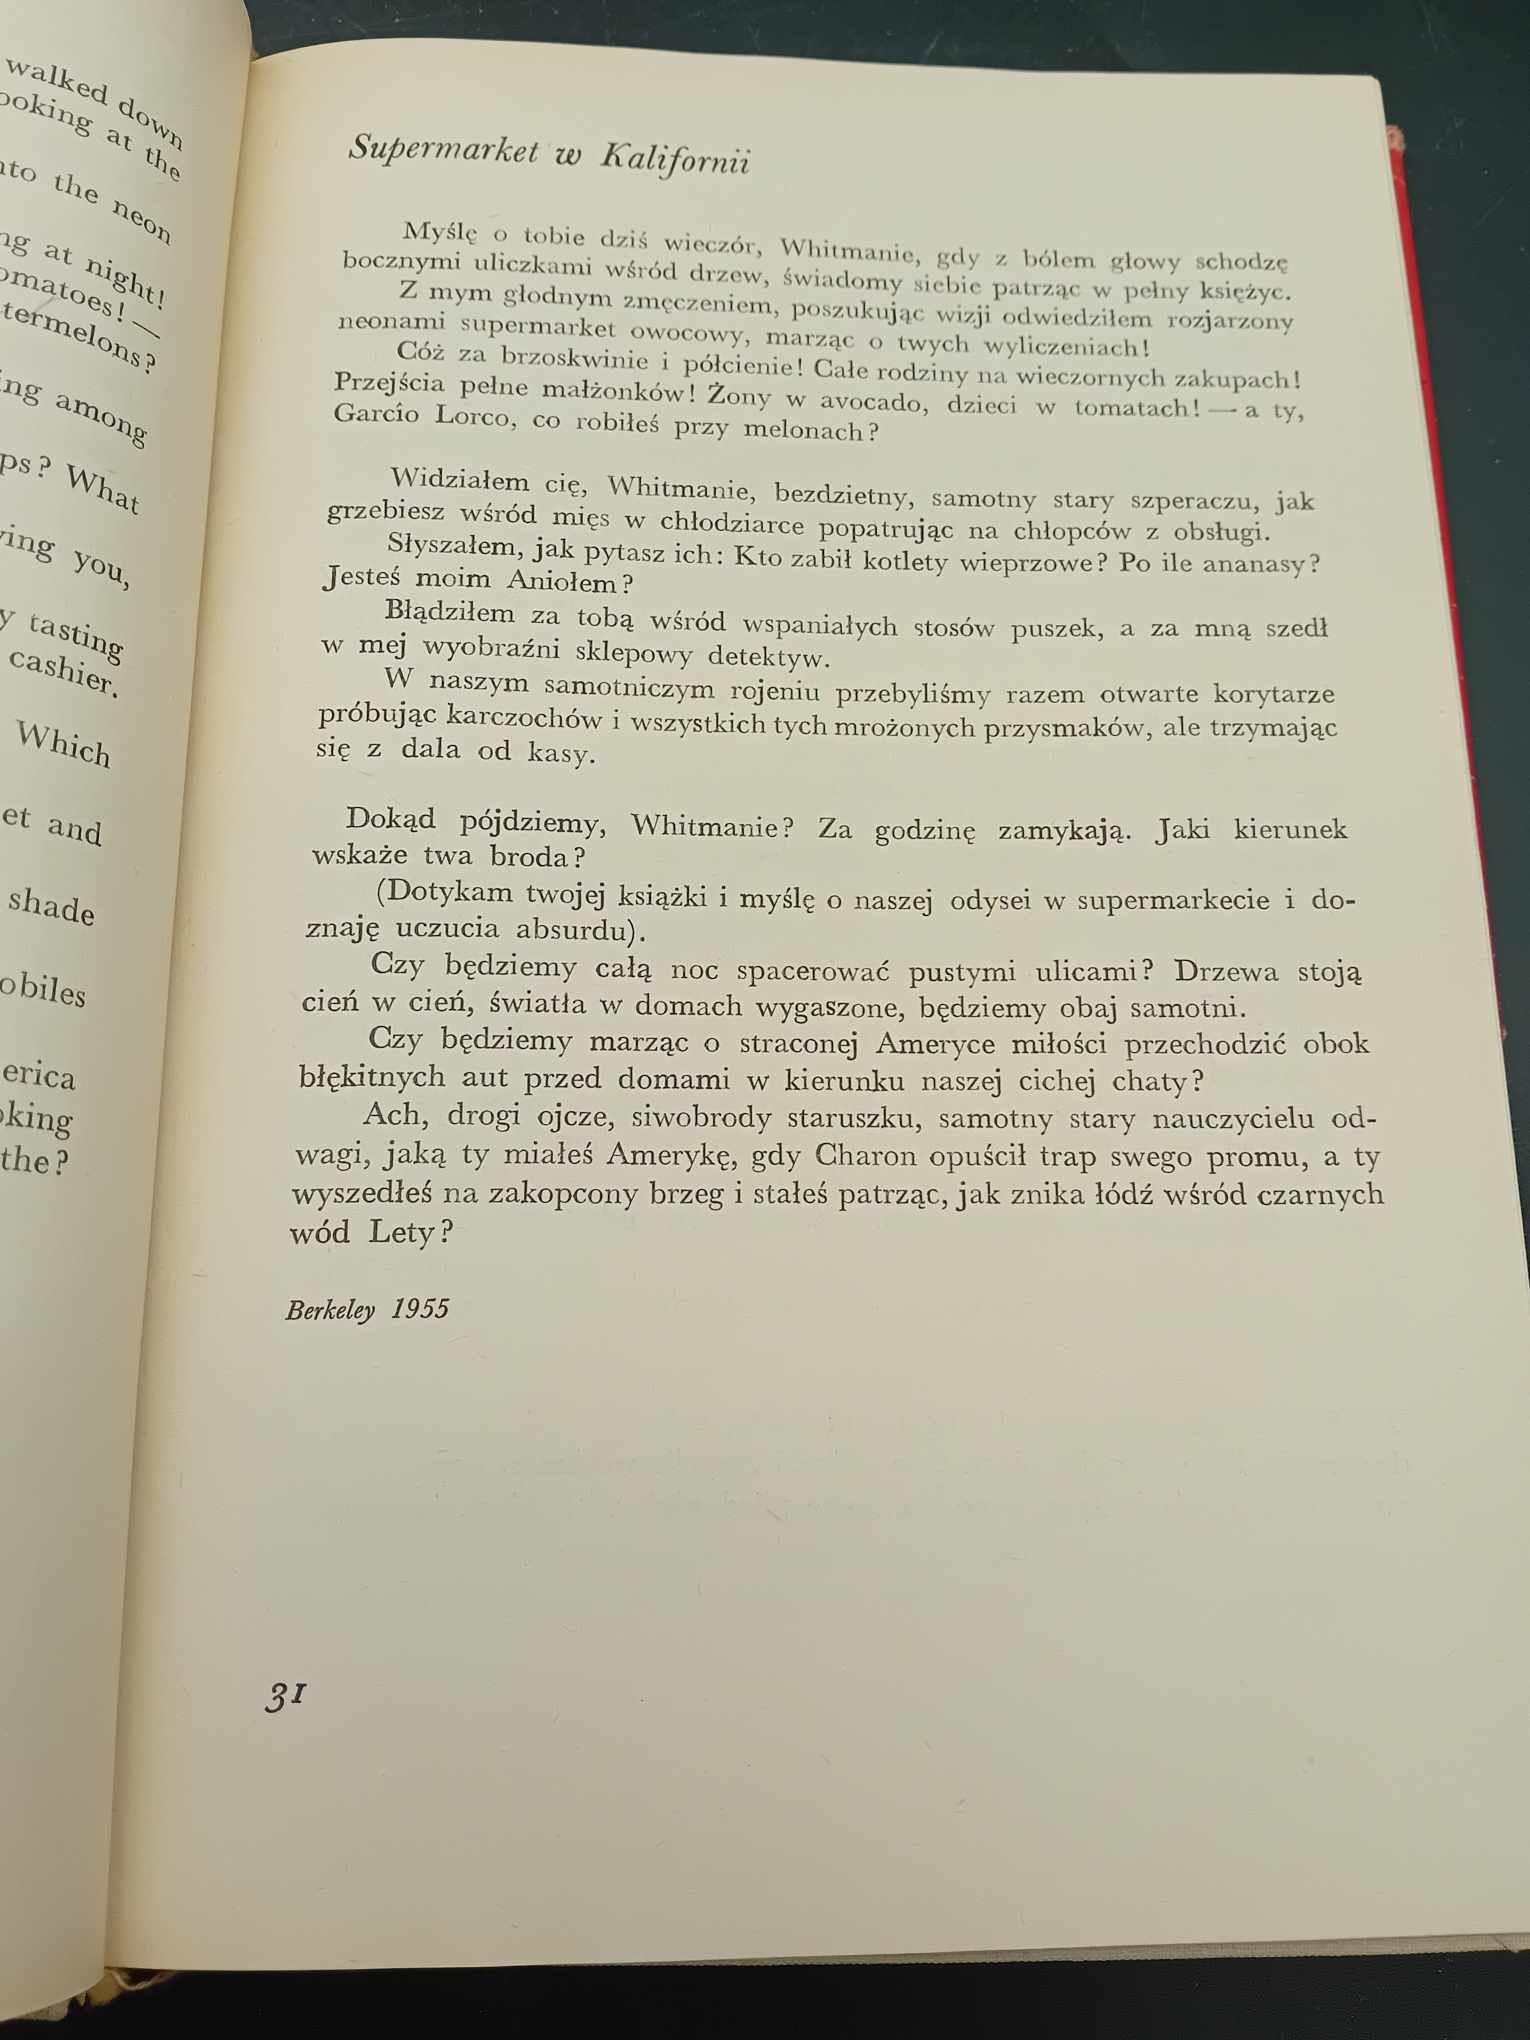 walked down
at the
the neon
at night!
termelons?
among
What
you,
tasting
cashier.
Which
and
shade
the?
Supermarket w Kalifornii
Myślę o tobie dziś wieczór, Whitmanie, gdy z bólem głowy schodzę
bocznymi uliczkami wśród drzew, świadomy siebie patrząc w pełny księżyc.
Z mym głodnym zmęczeniem, poszukując wizji odwiedziłem rozjarzony
neonami supermarket owocowy, marząc o twych wyliczeniach!
Cóż za brzoskwinie i półcienie! Całe rodziny na wieczornych zakupach!
Przejścia pełne małżonków! Żony w avocado, dzieci w tomatach! — a ty,
Garcío Lorco, co robiłeś przy melonach?
Widziałem cię, Whitmanie, bezdzietny, samotny stary szperaczu, jak
grzebiesz wśród mięs w chłodziarce popatrując na chłopców z obsługi.
Słyszałem, jak pytasz ich: Kto zabił kotlety wieprzowe? Po ile ananasy?
Jesteś moim Aniołem?
Błądziłem za tobą wśród wspaniałych stosów puszek, a za mną szedł
w mej wyobraźni sklepowy detektyw.
W naszym samotniczym rojeniu przebyliśmy razem otwarte korytarze
próbując karczochów i wszystkich tych mrożonych przysmaków, ale trzymając
się z dala od kasy.
Dokąd pójdziemy, Whitmanie? Za godzinę zamykają. Jaki kierunek
wskaże twa broda?
(Dotykam twojej książki i myślę o naszej odysei w supermarkecie i do-
znaję uczucia absurdu).
Czy będziemy całą noc spacerować pustymi ulicami? Drzewa stoją
cień w cień, światła w domach wygaszone, będziemy obaj samotni.
Czy będziemy marząc o straconej Ameryce miłości przechodzić obok
błękitnych aut przed domami w kierunku naszej cichej chaty?
Ach, drogi ojcze, siwobrody staruszku, samotny stary nauczycielu od-
wagi, jaką ty miałeś Amerykę, gdy Charon opuścił trap swego promu, a ty
wyszedłeś na zakopcony brzeg i stałeś patrząc, jak znika łódź wśród czarnych
wód Lety?
Berkeley 1955
31